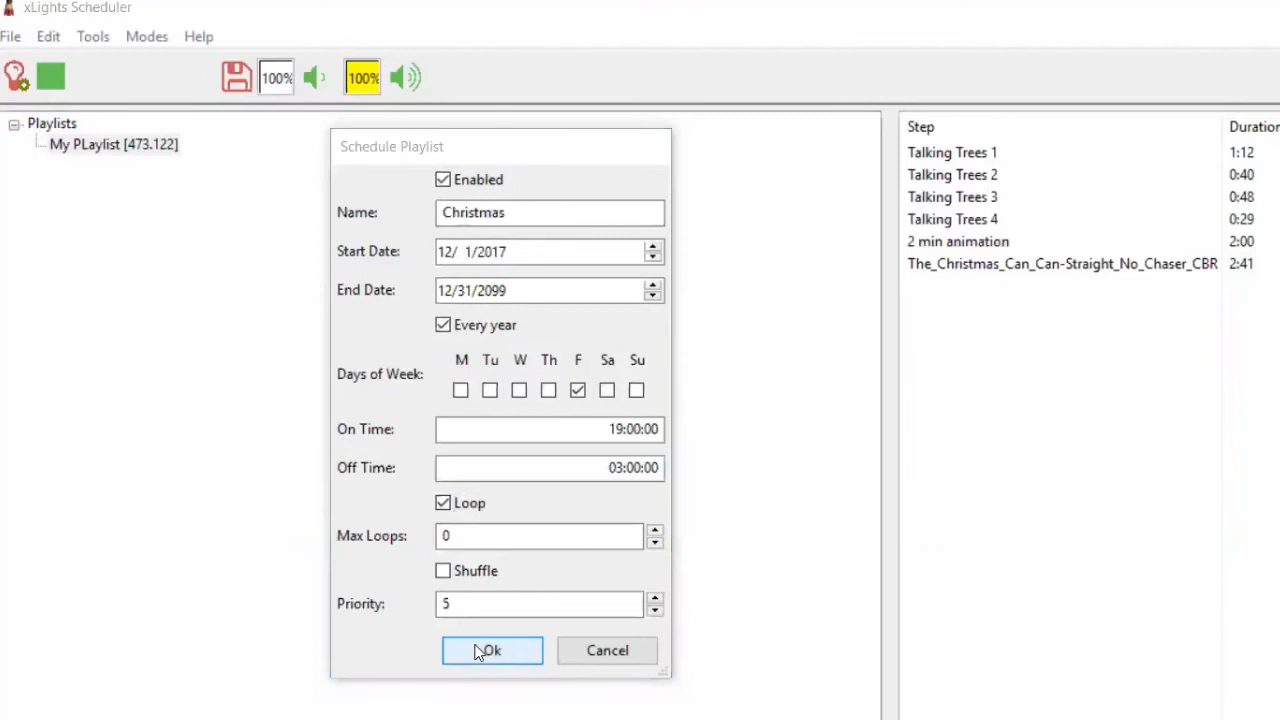 xLights Scheduler
File Edit Tools Modes Help
100% 100%
Playlists
My PLaylist [473.122]
Schedule Playlist
Enabled
Name: Christmas
Start Date: 12/ 1/2017
End Date: 12/31/2099
Every year
M Tu W Th F Sa Su
Days of Week:
On Time: 19:00:00
Off Time: 03:00:00
Loop
Max Loops: 0
Shuffle
Priority: 5
Ok Cancel
Step Duration
Talking Trees 1 1:12
Talking Trees 2 0:40
Talking Trees 3 0:48
Talking Trees 4 0:29
2 min animation 2:00
The_Christmas_Can_Can-Straight_No_Chaser_CBR 2:41